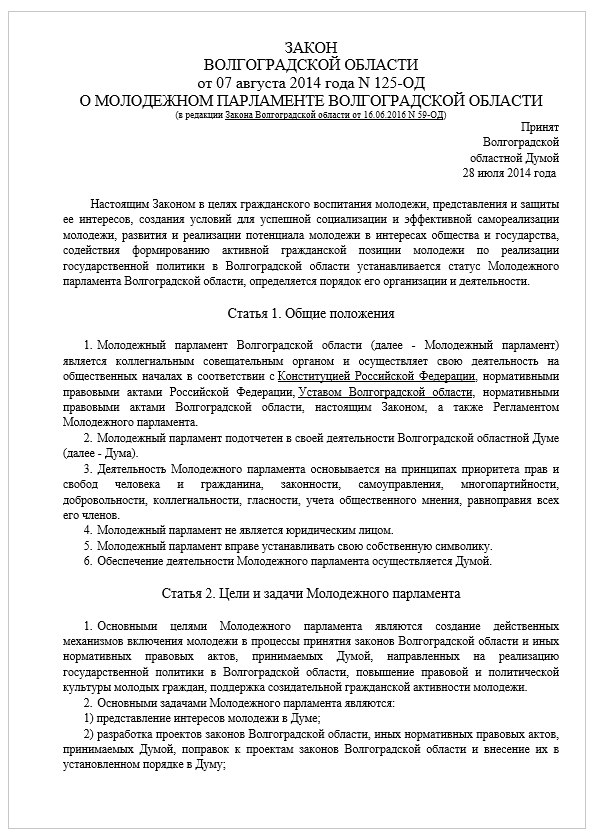 ЗАКОН
ВОЛГОГРАДСКОЙ ОБЛАСТИ
от 07 августа 2014 года N 125-ОД
О МОЛОДЕЖНОМ ПАРЛАМЕНТЕ ВОЛГОГРАДСКОЙ ОБЛАСТИ
(в редакции Закона Волгоградской области от 16.06.2016 N 59-ОД)
Принят
Волгоградской
областной Думой
28 июля 2014 года
Настоящим Законом в целях гражданского воспитания молодежи, представления и защиты
ее интересов, создания условий для успешной социализации и эффективной самореализации
молодежи, развития и реализации потенциала молодежи в интересах общества и государства,
содействия формированию активной гражданской позиции молодежи по реализации
государственной политики в Волгоградской области устанавливается статус Молодежного
парламента Волгоградской области, определяется порядок его организации и деятельности.
Статья 1. Общие положения
1. Молодежный парламент Волгоградской области (далее - Молодежный парламент)
является коллегиальным совещательным органом и осуществляет свою деятельность на
общественных началах в соответствии с Конституцией Российской Федерации, нормативными
правовыми актами Российской Федерации, Уставом Волгоградской области, нормативными
правовыми актами Волгоградской области, настоящим Законом, а также Регламентом
Молодежного парламента.
2. Молодежный парламент подотчетен в своей деятельности Волгоградской областной Думе
(далее - Дума).
3. Деятельность Молодежного парламента основывается на принципах приоритета прав и
свобод человека и гражданина, законности, самоуправления, многопартийности,
добровольности, коллегиальности, гласности, учета общественного мнения, равноправия всех
его членов.
4. Молодежный парламент не является юридическим лицом.
5. Молодежный парламент вправе устанавливать свою собственную символику.
6. Обеспечение деятельности Молодежного парламента осуществляется Думой.
Статья 2. Цели и задачи Молодежного парламента
1. Основными целями Молодежного парламента являются создание действенных
механизмов включения молодежи в процессы принятия законов Волгоградской области и иных
нормативных правовых актов, принимаемых Думой, направленных на реализацию
государственной политики в Волгоградской области, повышение правовой и политической
культуры молодых граждан, поддержка созидательной гражданской активности молодежи.
2. Основными задачами Молодежного парламента являются:
1) представление интересов молодежи в Думе;
2) разработка проектов законов Волгоградской области, иных нормативных правовых актов,
принимаемых Думой, поправок к проектам законов Волгоградской области и внесение их в
установленном порядке в Думу;